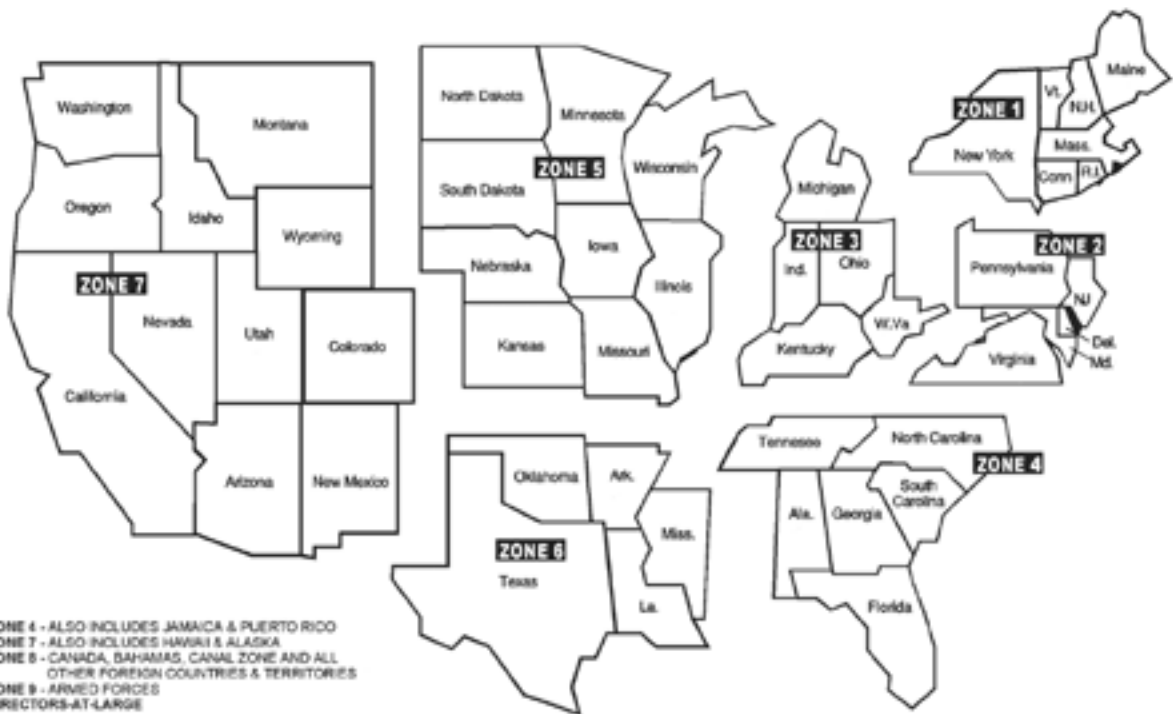 Washington
Montana
Oregon
Idaho
Wyoming
ZONE 7
Nevada
Utah
Colorado
California
Arizona
New Mexico
North Dakota
Minnesota
ZONE 5
Wisconsin
South Dakota
Iowa
Nebraska
Illinois
Kansas
Missouri
Michigan
ZONE 3
Ind.
Ohio
W.Va
Kentucky
Maine
Vt.
ZONE 1
N.H.
Mass.
New York
Conn
R.I.
ZONE 2
Pennsylvania
NJ
Del.
Md.
Virginia
Oklahoma
Ark.
Miss.
ZONE 6
Texas
La.
Tennessee
North Carolina
ZONE 4
South
Carolina
Ala.
Georgia
Florida
ONE 4 - ALSO INCLUDES JAMAICA & PUERTO RICO
ONE 7 - ALSO INCLUDES HAWAII & ALASKA
ONE 8 - CANADA, BAHAMAS, CANAL ZONE AND ALL
OTHER FOREIGN COUNTRIES & TERRITORIES
ONE 9 - ARMED FORCES
IRECTORS-AT-LARGE